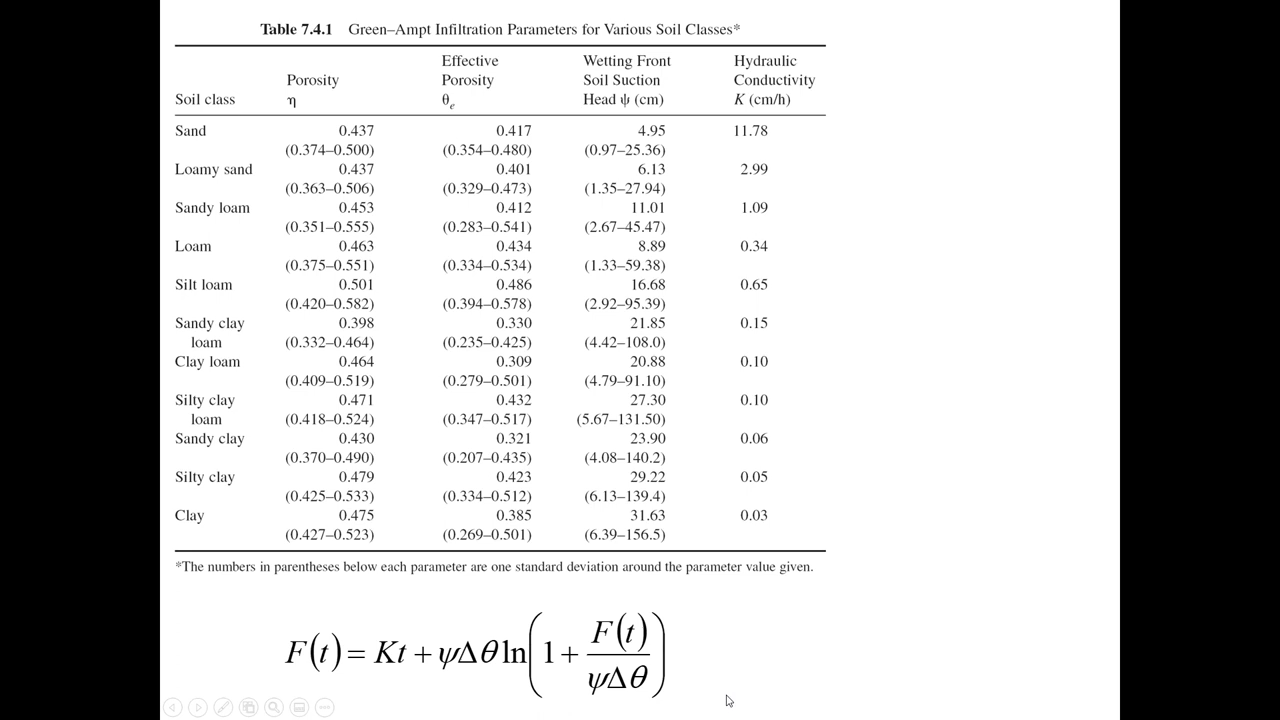 Table 7.4.1 Green–Ampt Infiltration Parameters for Various Soil Classes*
Effective Wetting Front Hydraulic
Porosity Porosity Soil Suction Conductivity
Soil class η θe Head ψ (cm) K (cm/h)
Sand 0.437 0.417 4.95 11.78
(0.374–0.500) (0.354–0.480) (0.97–25.36)
Loamy sand 0.437 0.401 6.13 2.99
(0.363–0.506) (0.329–0.473) (1.35–27.94)
Sandy loam 0.453 0.412 11.01 1.09
(0.351–0.555) (0.283–0.541) (2.67–45.47)
Loam 0.463 0.434 8.89 0.34
(0.375–0.551) (0.334–0.534) (1.33–59.38)
Silt loam 0.501 0.486 16.68 0.65
(0.420–0.582) (0.394–0.578) (2.92–95.39)
Sandy clay 0.398 0.330 21.85 0.15
loam (0.332–0.464) (0.235–0.425) (4.42–108.0)
Clay loam 0.464 0.309 20.88 0.10
(0.409–0.519) (0.279–0.501) (4.79–91.10)
Silty clay 0.471 0.432 27.30 0.10
loam (0.418–0.524) (0.347–0.517) (5.67–131.50)
Sandy clay 0.430 0.321 23.90 0.06
(0.370–0.490) (0.207–0.435) (4.08–140.2)
Silty clay 0.479 0.423 29.22 0.05
(0.425–0.533) (0.334–0.512) (6.13–139.4)
Clay 0.475 0.385 31.63 0.03
(0.427–0.523) (0.269–0.501) (6.39–156.5)
*The numbers in parentheses below each parameter are one standard deviation around the parameter value given.
F(t) = Kt + ψΔθ ln(1 + F(t)/ψΔθ)